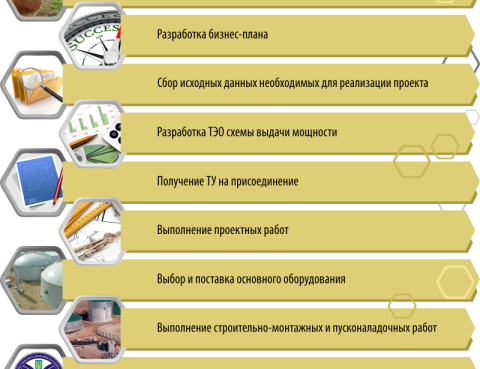 SUCCESS
Разработка бизнес-плана
Сбор исходных данных необходимых для реализации проекта
Разработка ТЭО схемы выдачи мощности
Получение ТУ на присоединение
Выполнение проектных работ
Выбор и поставка основного оборудования
Выполнение строительно-монтажных и пусконаладочных работ